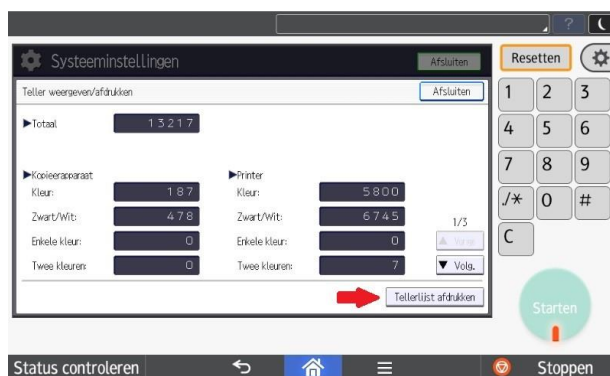 ?
Systeeminstellingen
Afsluiten
Resetten
Teller weergeven/afdrukken
Afsluiten
1 2 3
▶Totaal 13217
4 5 6
▶Kopieerapparaat ▶Printer
7 8 9
Kleur: 187 Kleur: 5800
Zwart/Wit: 478 Zwart/Wit: 6745
1/3
./* 0 #
Enkele kleur: 0 Enkele kleur: 0
▲ Vorig
C
Twee kleuren: 0 Twee kleuren: 7
▼ Volg.
Tellerlijst afdrukken
Starten
Status controleren
Stoppen